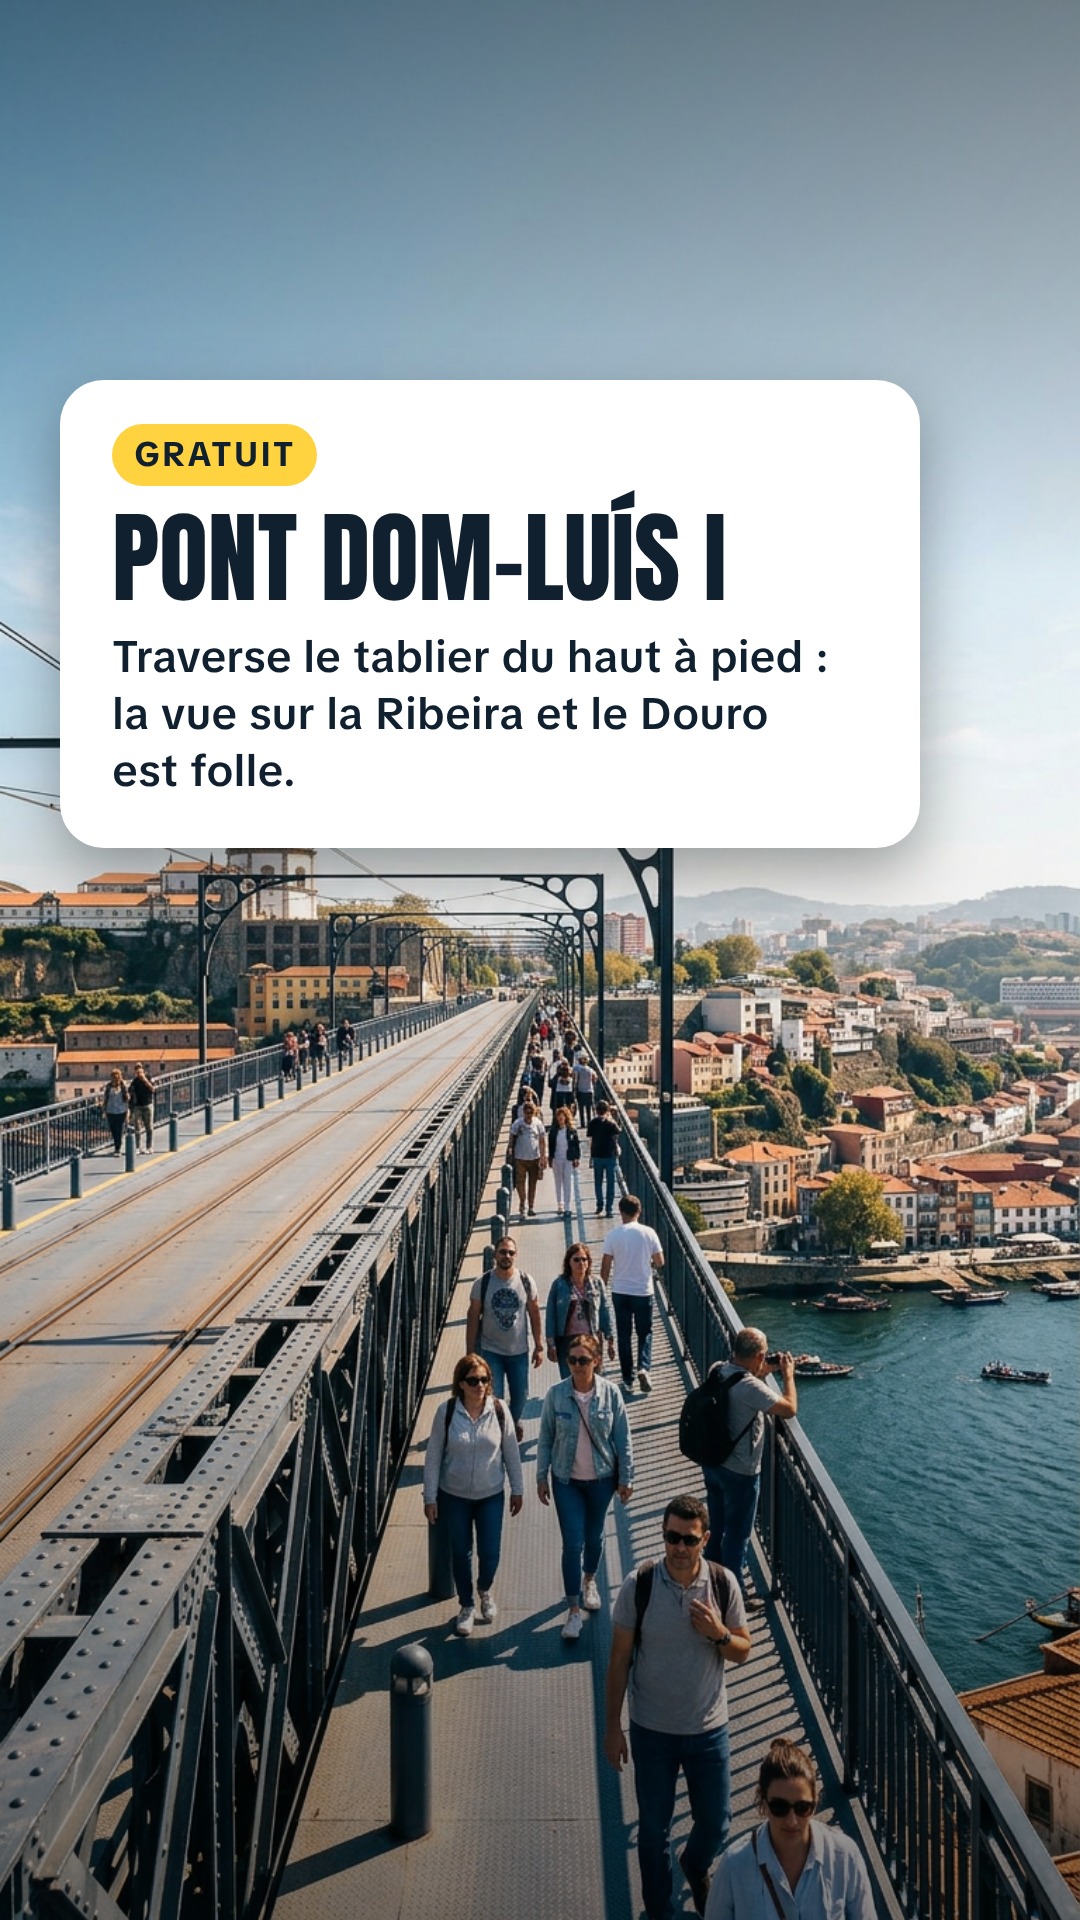 GRATUIT
PONT DOM-LUÍS I
Traverse le tablier du haut à pied :
la vue sur la Ribeira et le Douro
est folle.